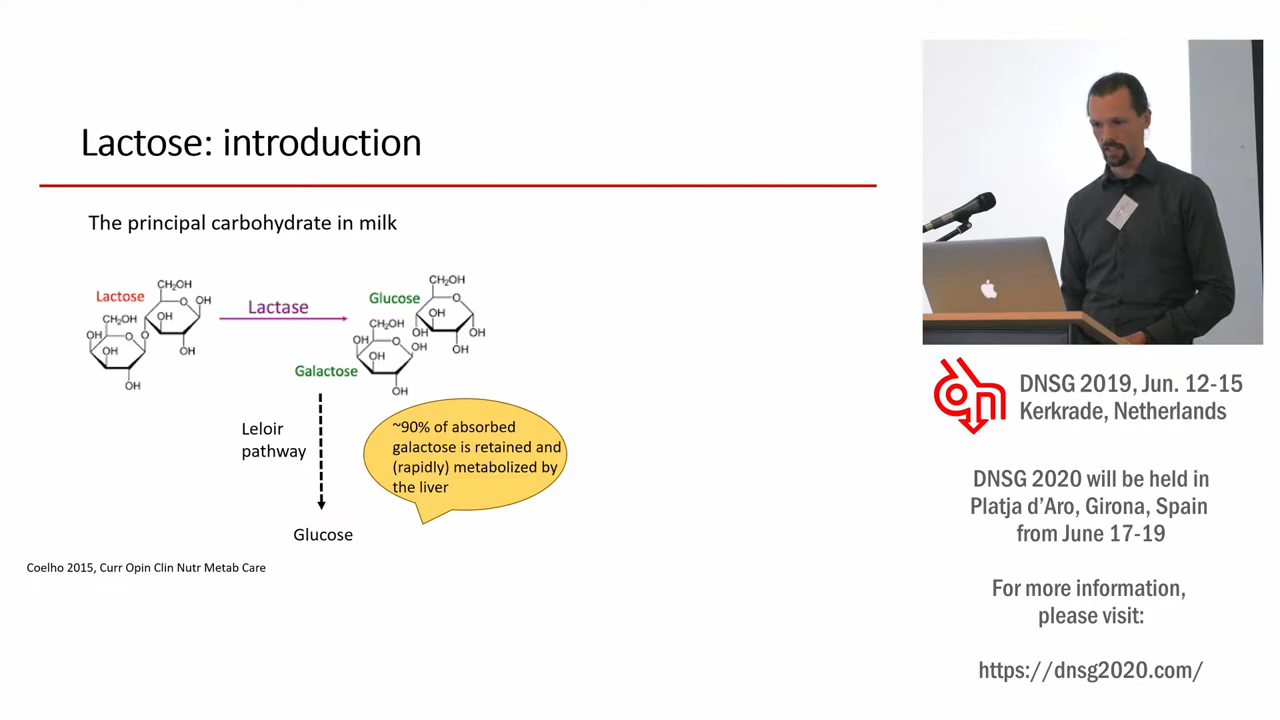 Lactose: introduction
The principal carbohydrate in milk
Lactose
CH₂OH
OH
O
OH
OH
CH₂OH
OH
O
O
OH
OH
Lactase
Glucose
CH₂OH
O
OH
OH
OH
OH
Galactose
CH₂OH
OH
O
OH
OH
OH
Leloir
pathway
~90% of absorbed
galactose is retained and
(rapidly) metabolized by
the liver
Glucose
Coelho 2015, Curr Opin Clin Nutr Metab Care
DNSG 2019, Jun. 12-15
Kerkrade, Netherlands
DNSG 2020 will be held in
Platja d’Aro, Girona, Spain
from June 17-19
For more information,
please visit:
https://dnsg2020.com/